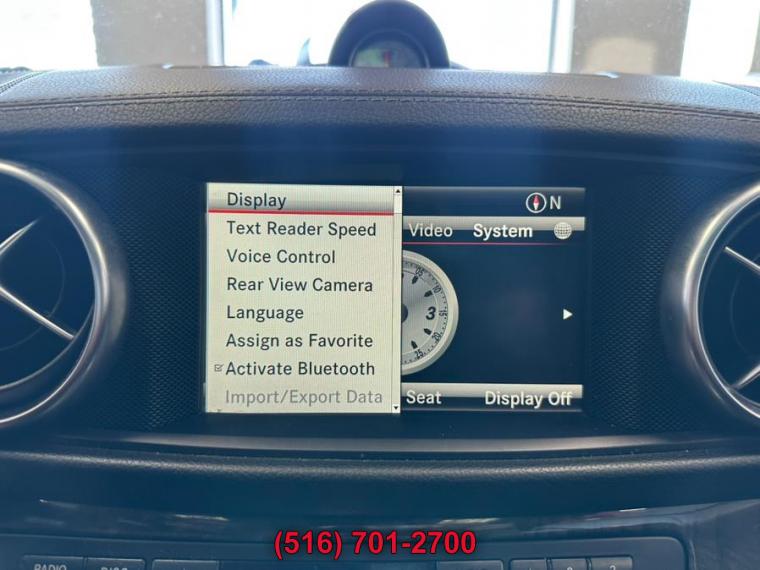 Display
N
Text Reader Speed
Video System
Voice Control
Rear View Camera
Language
3
Assign as Favorite
Activate Bluetooth
Import/Export Data
Seat Display Off
(516) 701-2700
RADIO